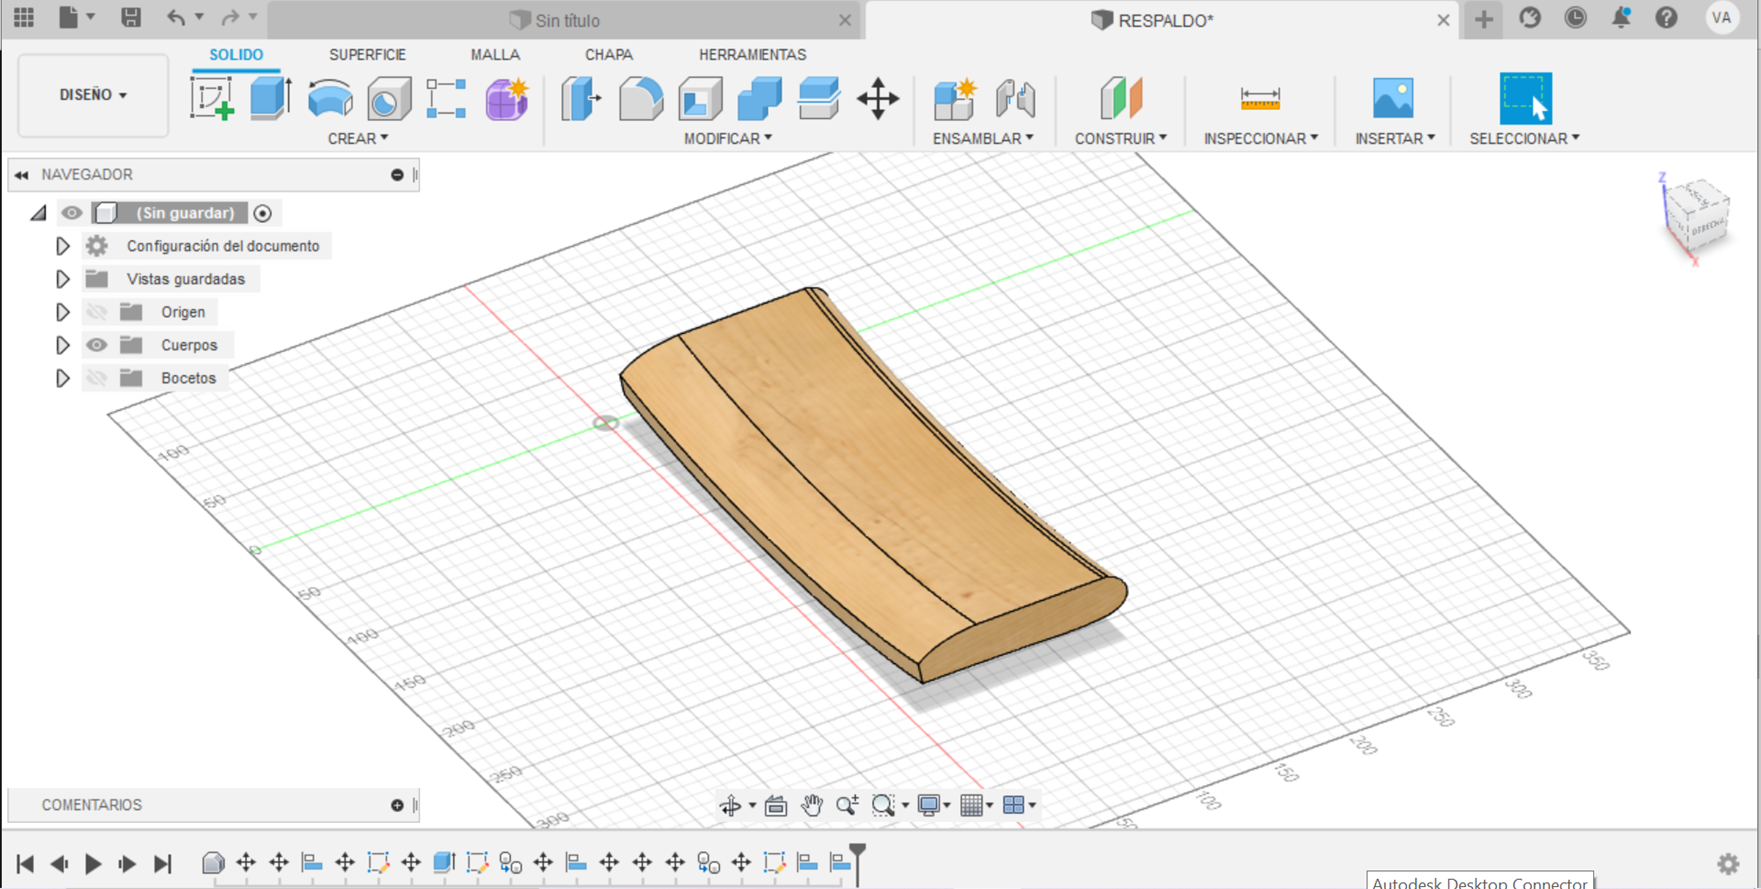 Sin título
RESPALDO*
VA
SOLIDO
SUPERFICIE
MALLA
CHAPA
HERRAMIENTAS
DISEÑO
CREAR
MODIFICAR
ENSAMBLAR
CONSTRUIR
INSPECCIONAR
INSERTAR
SELECCIONAR
NAVEGADOR
(Sin guardar)
Configuración del documento
Vistas guardadas
Origen
Cuerpos
Bocetos
Z
DERECHA
X
100
50
0
50
100
150
200
250
300
350
300
250
200
150
100
50
COMENTARIOS
Autodesk Desktop Connector